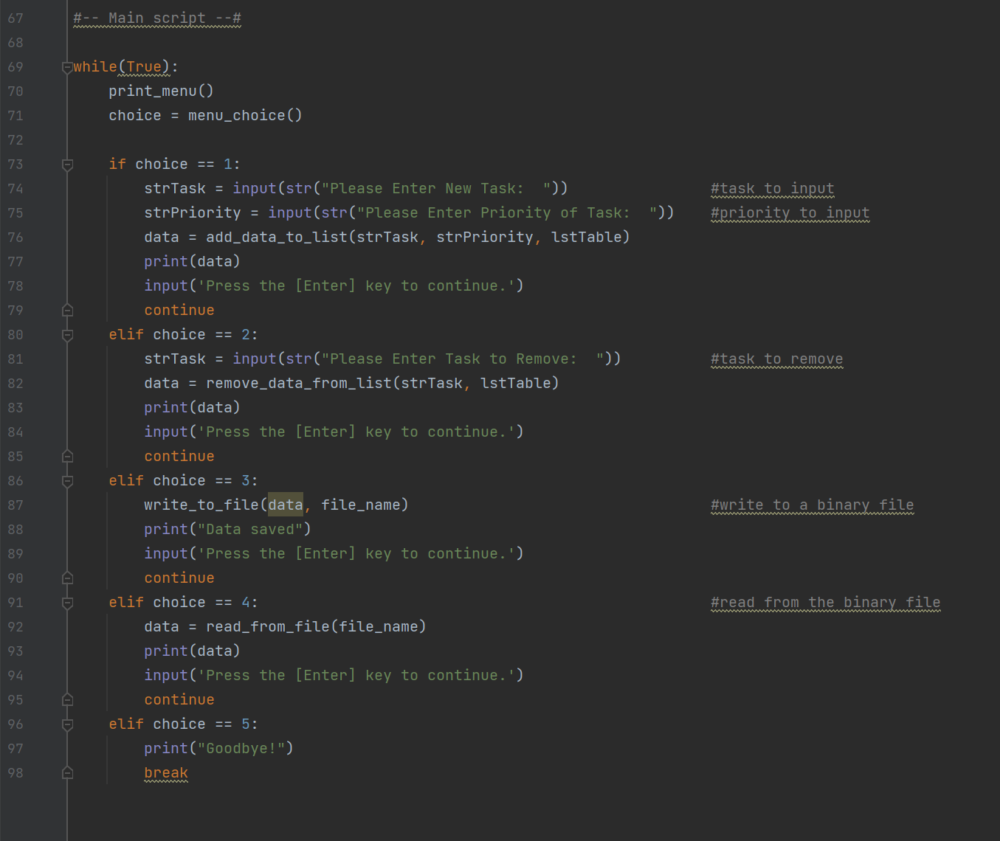 67 #-- Main script --#
68
69 while(True):
70 print_menu()
71 choice = menu_choice()
72
73 if choice == 1:
74 strTask = input(str("Please Enter New Task:  ")) #task to input
75 strPriority = input(str("Please Enter Priority of Task:  ")) #priority to input
76 data = add_data_to_list(strTask, strPriority, lstTable)
77 print(data)
78 input('Press the [Enter] key to continue.')
79 continue
80 elif choice == 2:
81 strTask = input(str("Please Enter Task to Remove:  ")) #task to remove
82 data = remove_data_from_list(strTask, lstTable)
83 print(data)
84 input('Press the [Enter] key to continue.')
85 continue
86 elif choice == 3:
87 write_to_file(data, file_name) #write to a binary file
88 print("Data saved")
89 input('Press the [Enter] key to continue.')
90 continue
91 elif choice == 4: #read from the binary file
92 data = read_from_file(file_name)
93 print(data)
94 input('Press the [Enter] key to continue.')
95 continue
96 elif choice == 5:
97 print("Goodbye!")
98 break